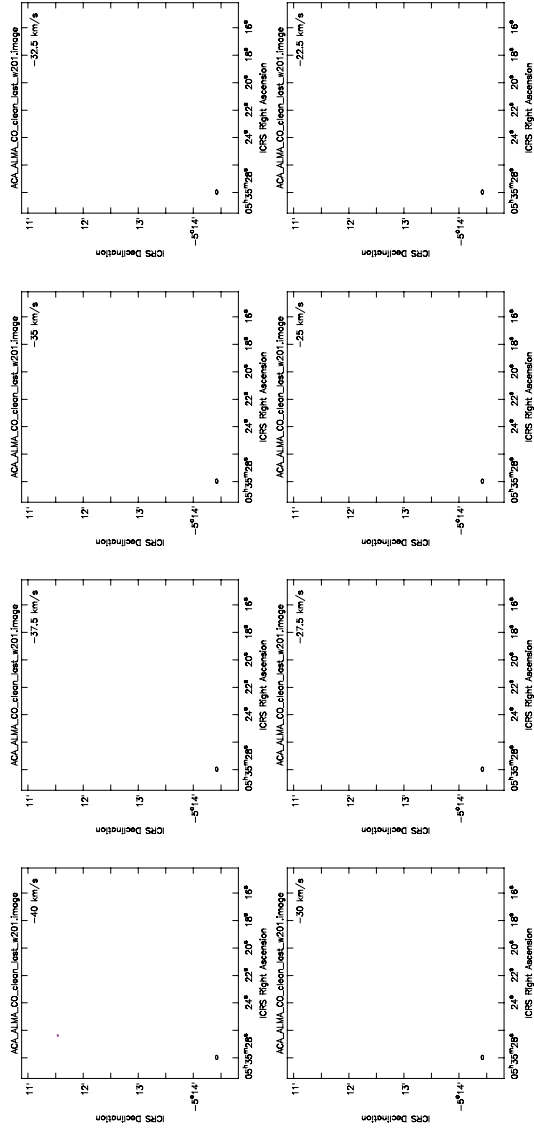 ACA_ALMA_CO_clean_last_w201.image
−40 km/s
11'
12'
13'
−5°14'
ICRS Declination
05ʰ35ᵐ28ˢ 24ˢ 22ˢ 20ˢ 18ˢ 16ˢ
ICRS Right Ascension
ACA_ALMA_CO_clean_last_w201.image
−37.5 km/s
11'
12'
13'
−5°14'
ICRS Declination
05ʰ35ᵐ28ˢ 24ˢ 22ˢ 20ˢ 18ˢ 16ˢ
ICRS Right Ascension
ACA_ALMA_CO_clean_last_w201.image
−35 km/s
11'
12'
13'
−5°14'
ICRS Declination
05ʰ35ᵐ28ˢ 24ˢ 22ˢ 20ˢ 18ˢ 16ˢ
ICRS Right Ascension
ACA_ALMA_CO_clean_last_w201.image
−32.5 km/s
11'
12'
13'
−5°14'
ICRS Declination
05ʰ35ᵐ28ˢ 24ˢ 22ˢ 20ˢ 18ˢ 16ˢ
ICRS Right Ascension
ACA_ALMA_CO_clean_last_w201.image
−30 km/s
11'
12'
13'
−5°14'
ICRS Declination
05ʰ35ᵐ28ˢ 24ˢ 22ˢ 20ˢ 18ˢ 16ˢ
ICRS Right Ascension
ACA_ALMA_CO_clean_last_w201.image
−27.5 km/s
11'
12'
13'
−5°14'
ICRS Declination
05ʰ35ᵐ28ˢ 24ˢ 22ˢ 20ˢ 18ˢ 16ˢ
ICRS Right Ascension
ACA_ALMA_CO_clean_last_w201.image
−25 km/s
11'
12'
13'
−5°14'
ICRS Declination
05ʰ35ᵐ28ˢ 24ˢ 22ˢ 20ˢ 18ˢ 16ˢ
ICRS Right Ascension
ACA_ALMA_CO_clean_last_w201.image
−22.5 km/s
11'
12'
13'
−5°14'
ICRS Declination
05ʰ35ᵐ28ˢ 24ˢ 22ˢ 20ˢ 18ˢ 16ˢ
ICRS Right Ascension